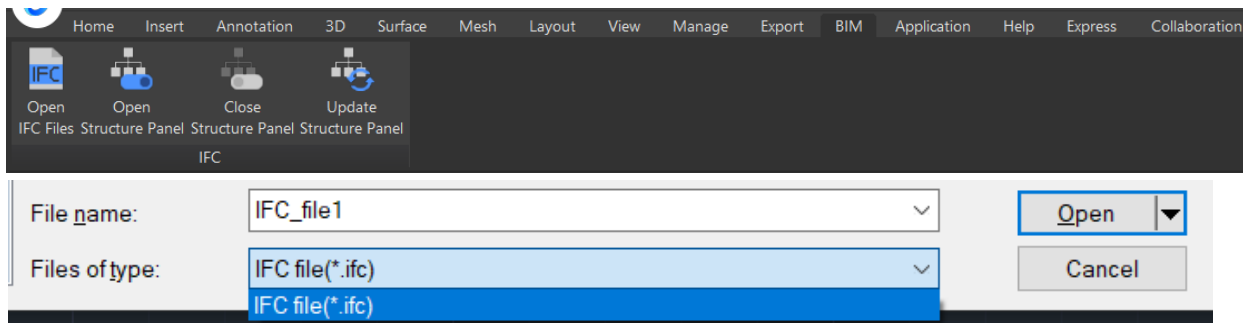 Home Insert Annotation 3D Surface Mesh Layout View Manage Export BIM Application Help Express Collaboration
IFC
Open Open Close Update
IFC Files Structure Panel Structure Panel Structure Panel
IFC
File name: IFC_file1 Open
Files of type: IFC file(*.ifc) Cancel
IFC file(*.ifc)